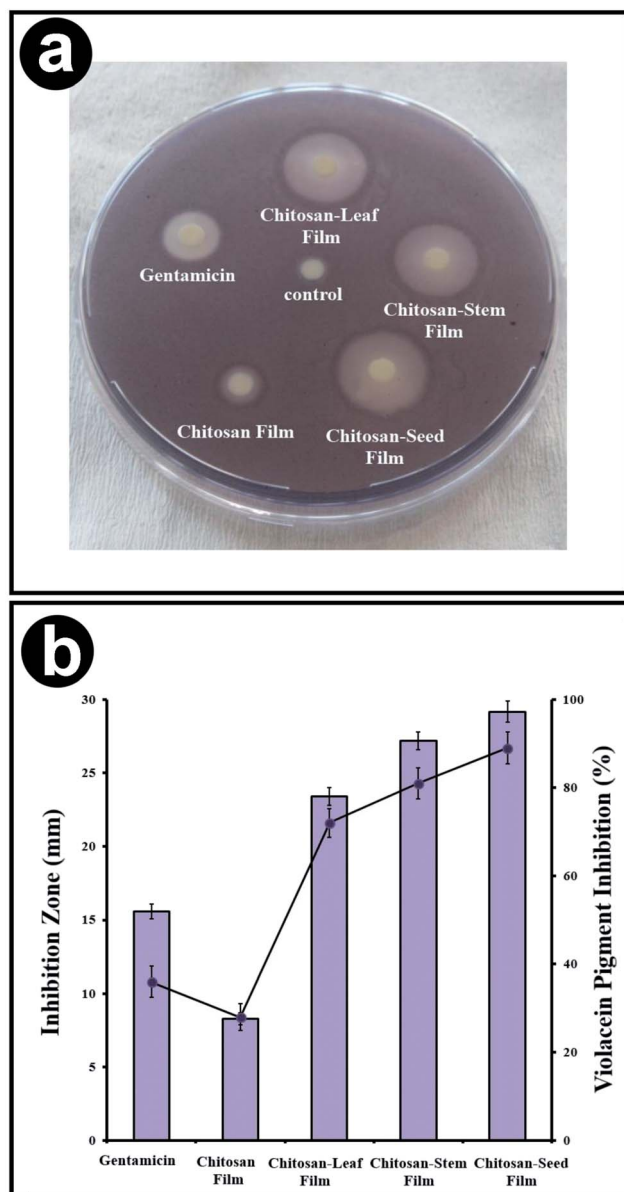 a
Chitosan-Leaf
Film
Gentamicin
control
Chitosan-Stem
Film
Chitosan Film
Chitosan-Seed
Film
b
30
25
20
15
10
5
0
Inhibition Zone (mm)
100
80
60
40
20
0
Violacein Pigment Inhibition (%)
Gentamicin
Chitosan
Film
Chitosan-Leaf
Film
Chitosan-Stem
Film
Chitosan-Seed
Film